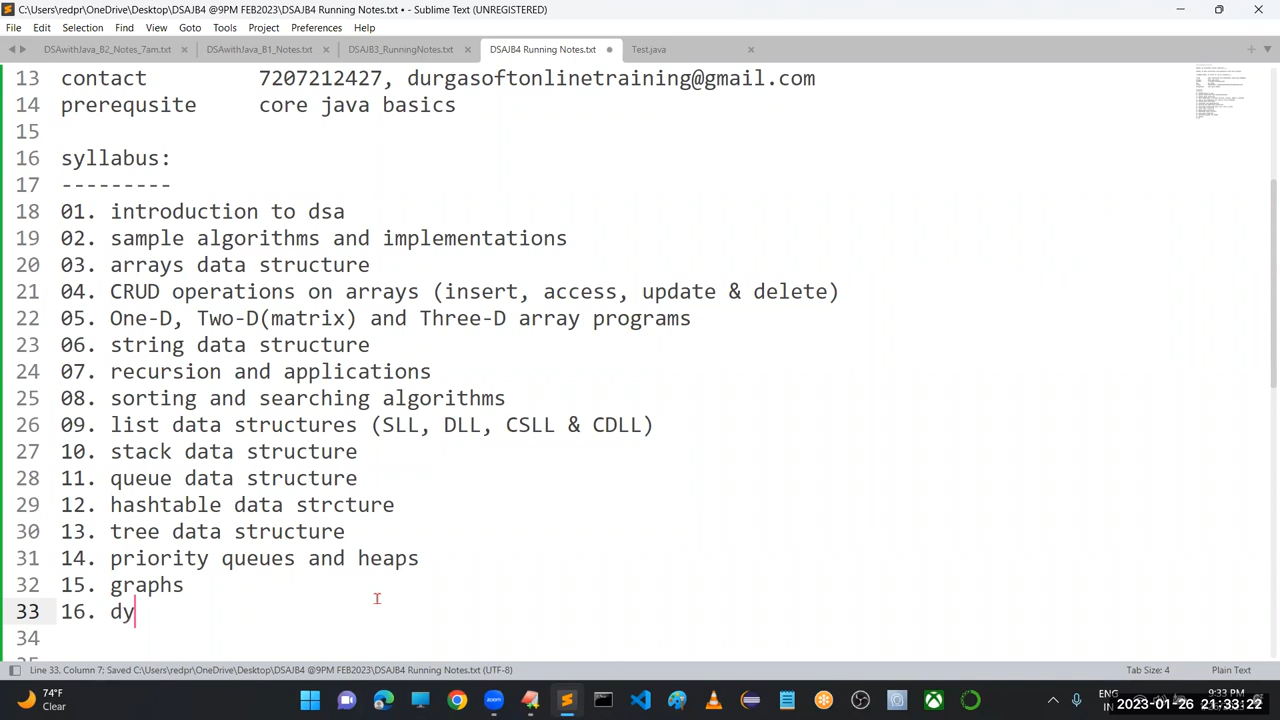 C:\Users\redpr\OneDrive\Desktop\DSAJB4 @9PM FEB2023\DSAJB4 Running Notes.txt • - Sublime Text (UNREGISTERED)
File Edit Selection Find View Goto Tools Project Preferences Help
DSAwithJava_B2_Notes_7am.txt DSAwithJava_B1_Notes.txt DSAJB3_RunningNotes.txt DSAJB4 Running Notes.txt Test.java
13 contact 7207212427, durgasoftonlinetraining@gmail.com
14 prerequsite core java basics
15
16 syllabus:
17 ---------
18 01. introduction to dsa
19 02. sample algorithms and implementations
20 03. arrays data structure
21 04. CRUD operations on arrays (insert, access, update & delete)
22 05. One-D, Two-D(matrix) and Three-D array programs
23 06. string data structure
24 07. recursion and applications
25 08. sorting and searching algorithms
26 09. list data structures (SLL, DLL, CSLL & CDLL)
27 10. stack data structure
28 11. queue data structure
29 12. hashtable data strcture
30 13. tree data structure
31 14. priority queues and heaps
32 15. graphs
33 16. dy
34
Line 33, Column 7; Saved C:\Users\redpr\OneDrive\Desktop\DSAJB4 @9PM FEB2023\DSAJB4 Running Notes.txt (UTF-8) Tab Size: 4 Plain Text
74°F
Clear
zoom
ENG
IN
9:33 PM
2023-01-26 21:33:22